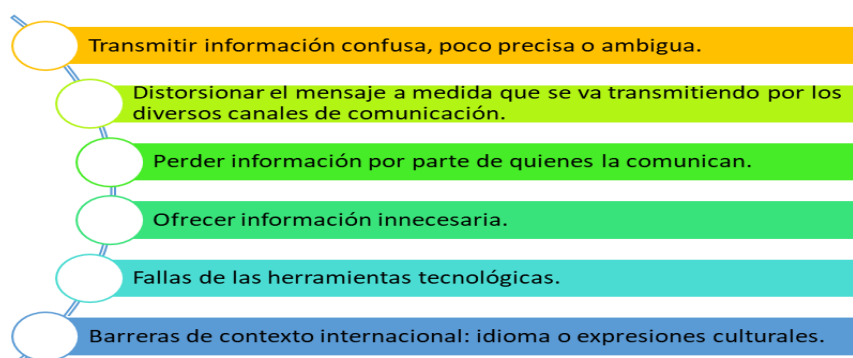 Transmitir información confusa, poco precisa o ambigua.
Distorsionar el mensaje a medida que se va transmitiendo por los
diversos canales de comunicación.
Perder información por parte de quienes la comunican.
Ofrecer información innecesaria.
Fallas de las herramientas tecnológicas.
Barreras de contexto internacional: idioma o expresiones culturales.